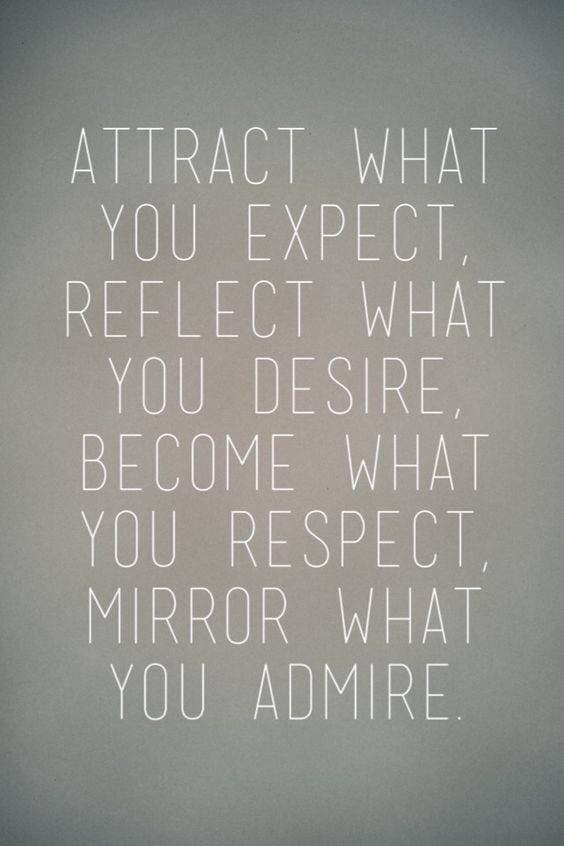 ATTRACT WHAT
YOU EXPECT,
REFLECT WHAT
YOU DESIRE,
BECOME WHAT
YOU RESPECT,
MIRROR WHAT
YOU ADMIRE.